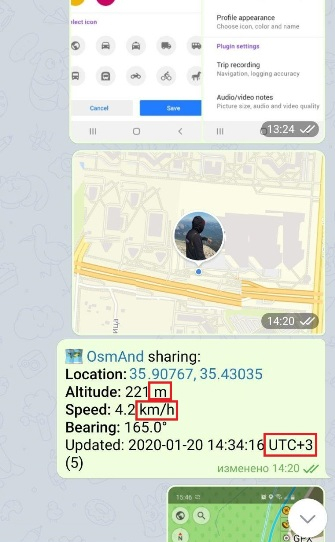 Profile appearance
Choose icon, color and name
lect icon
Plugin settings
Trip recording
Navigation, logging accuracy
Audio/video notes
Picture size, audio and video quality
Cancel
Save
13:24
ица
14:20
OsmAnd sharing:
Location: 35.90767, 35.43035
Altitude: 221 m
Speed: 4.2 km/h
Bearing: 165.0°
Updated: 2020-01-20 14:34:16 UTC+3
(5)
изменено 14:20
15:46
GPX